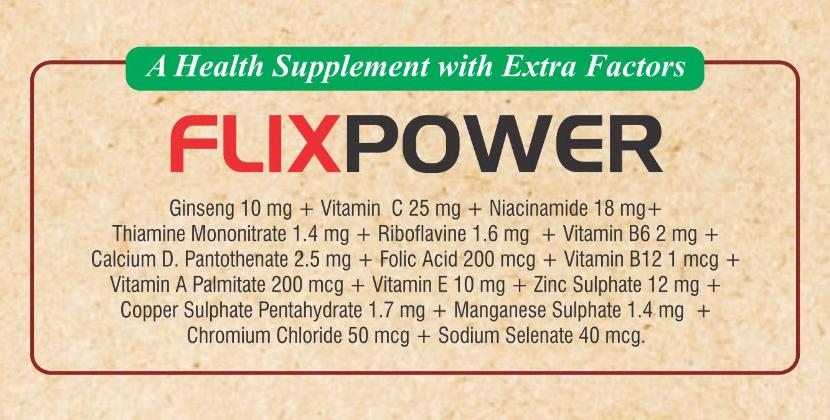 A Health Supplement with Extra Factors
FLIXPOWER
Ginseng 10 mg + Vitamin C 25 mg + Niacinamide 18 mg+
Thiamine Mononitrate 1.4 mg + Riboflavine 1.6 mg + Vitamin B6 2 mg +
Calcium D. Pantothenate 2.5 mg + Folic Acid 200 mcg + Vitamin B12 1 mcg +
Vitamin A Palmitate 200 mcg + Vitamin E 10 mg + Zinc Sulphate 12 mg +
Copper Sulphate Pentahydrate 1.7 mg + Manganese Sulphate 1.4 mg +
Chromium Chloride 50 mcg + Sodium Selenate 40 mcg.